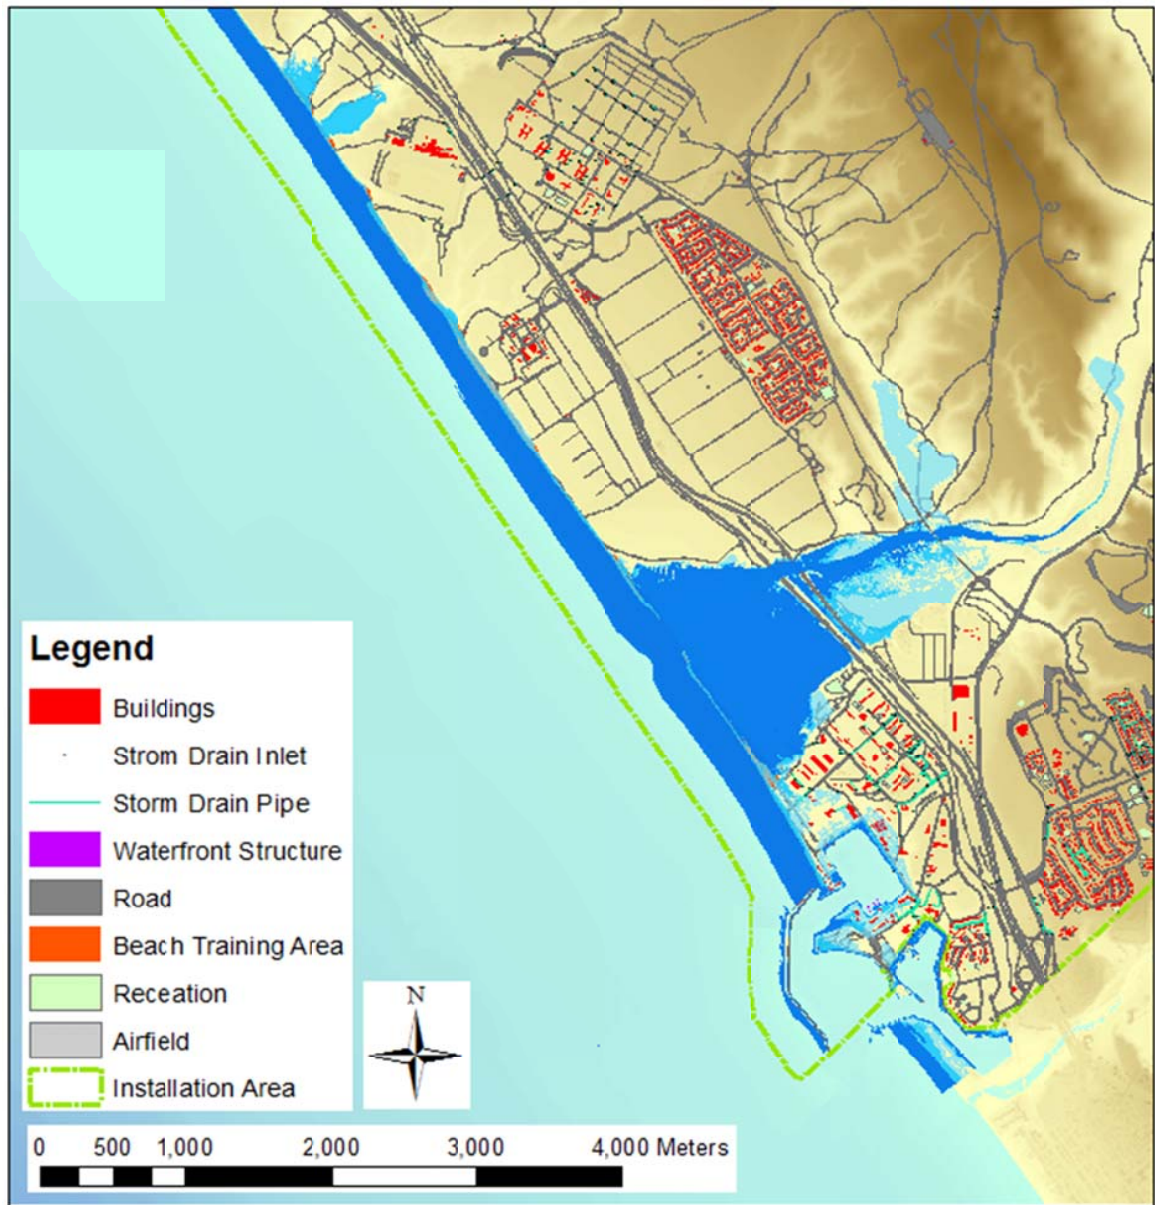 Legend
Buildings
Strom Drain Inlet
Storm Drain Pipe
Waterfront Structure
Road
Beach Training Area
Receation
Airfield
Installation Area
N
0 500 1,000 2,000 3,000 4,000 Meters